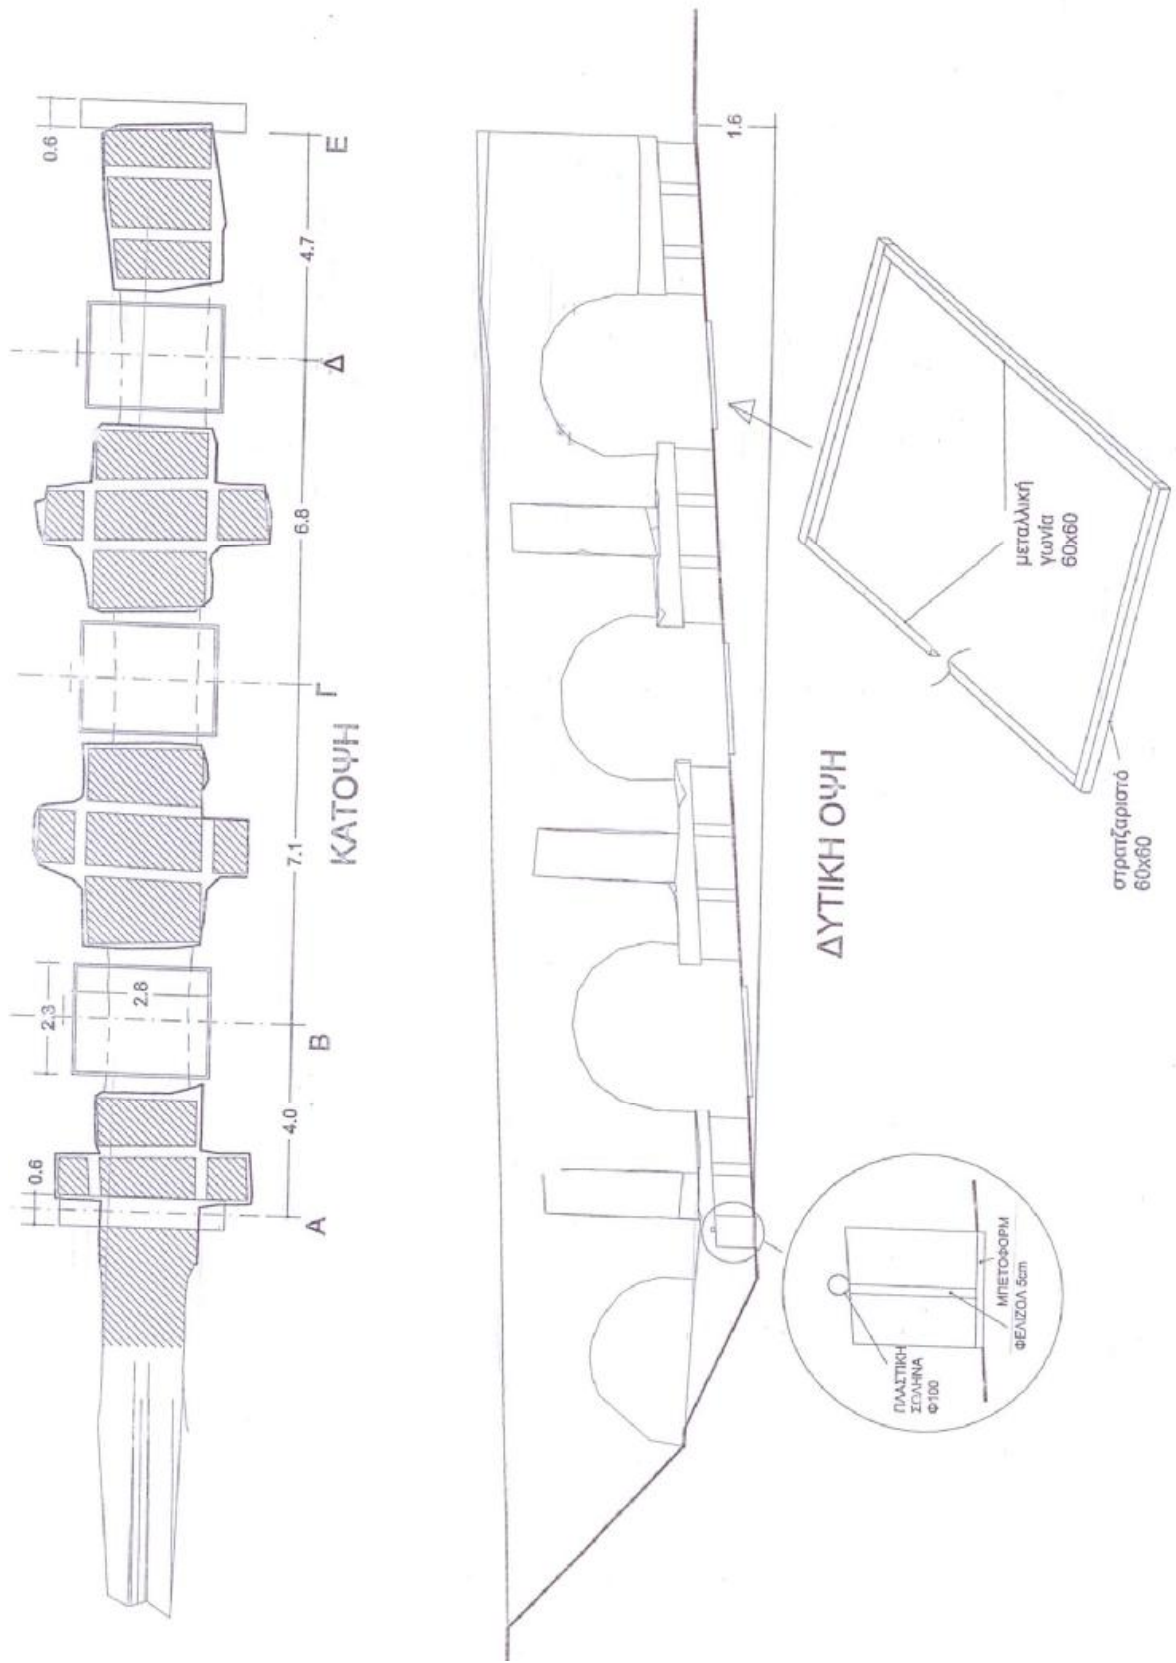 0.6
2.3
0.6
2.8
4.0
7.1
6.8
4.7
Α
Β
Γ
Δ
Ε
ΚΑΤΟΨΗ
1.6
ΔΥΤΙΚΗ ΟΨΗ
ΠΛΑΣΤΙΚΗ
ΣΩΛΗΝΑ
Φ100
ΜΠΕΤΟΦΟΡΜ
ΦΕΛΙΖΟΛ 5cm
μεταλλική
γωνία
60x60
στρατζαριστό
60x60